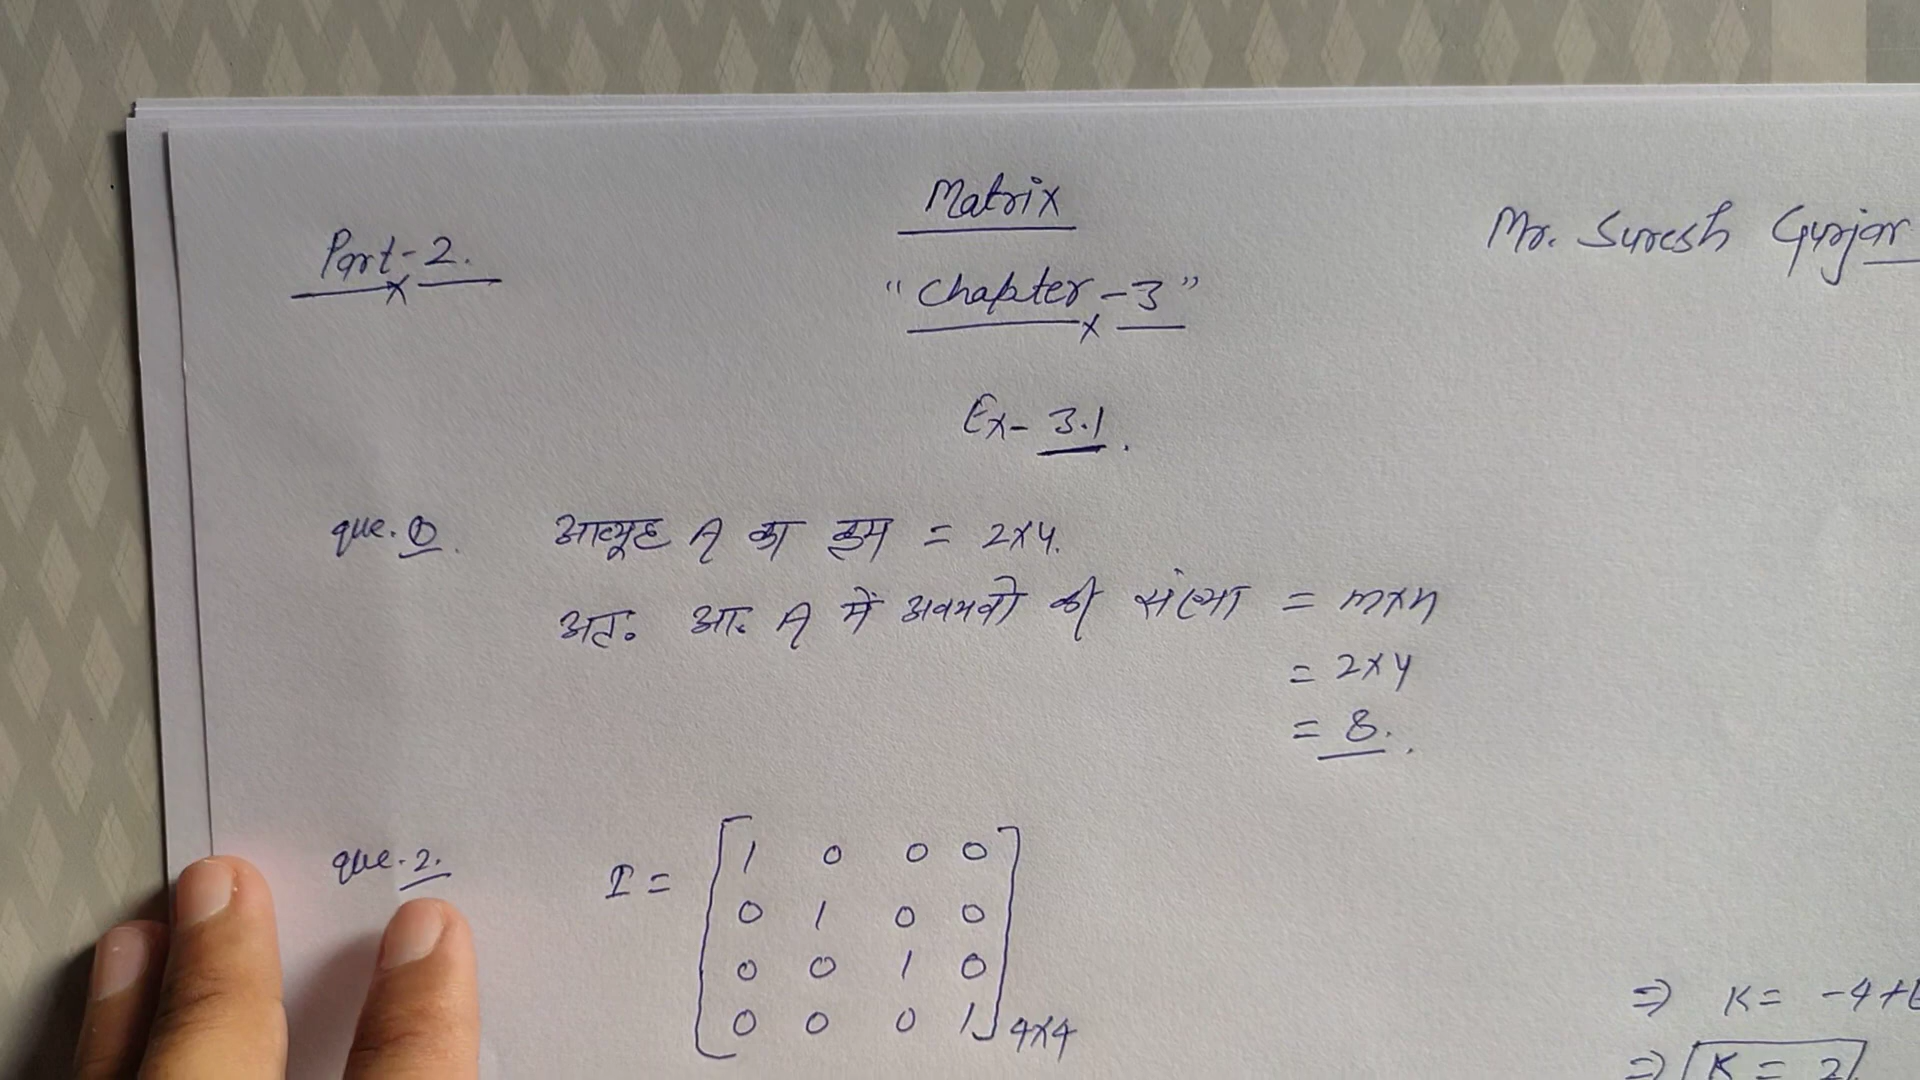 Matrix
Part-2.
Mr. Suresh Gurjar
"Chapter-3"
Ex- 3.1.
que. ①. आव्यूह A का क्रम = 2×4.
अतः आ. A में अवयवो की संख्या = m×n
= 2×4
= 8.
que. 2. I = [ 1 0 0 0
0 1 0 0
0 0 1 0
0 0 0 1 ] 4×4
⇒ K = -4+
⇒ K = 2